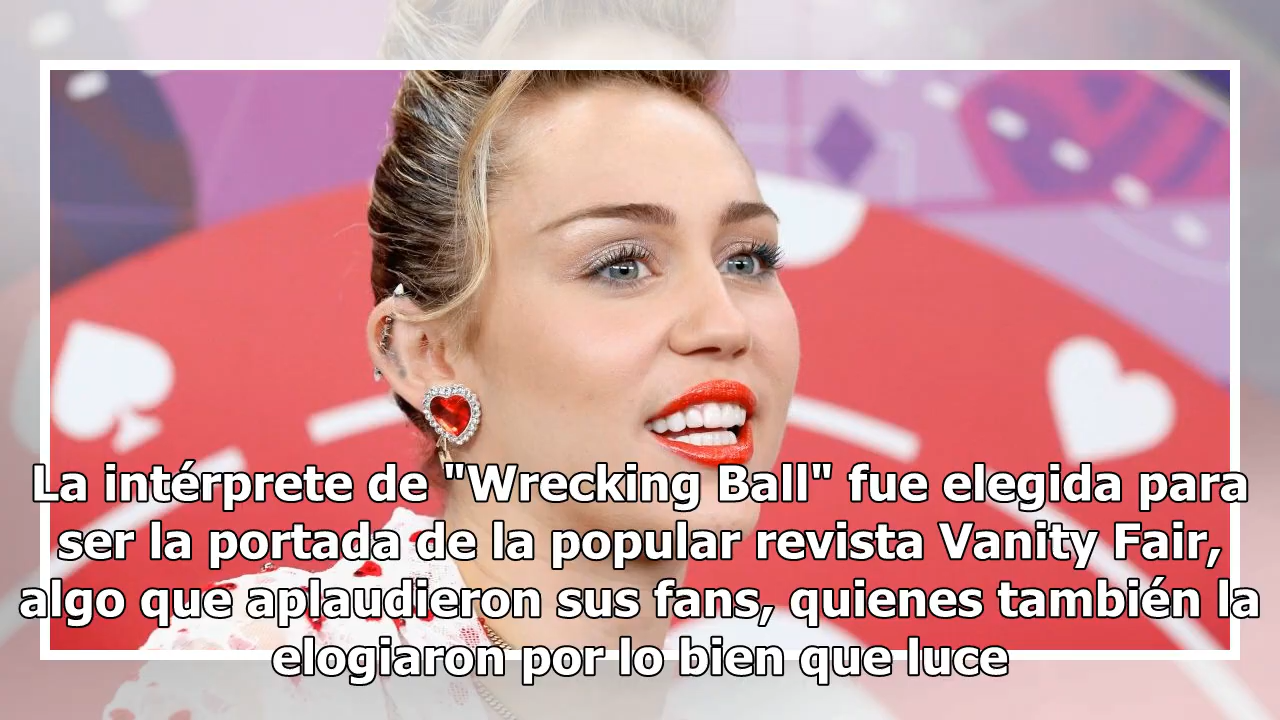 La intérprete de "Wrecking Ball" fue elegida para
ser la portada de la popular revista Vanity Fair,
algo que aplaudieron sus fans, quienes también la
elogiaron por lo bien que luce